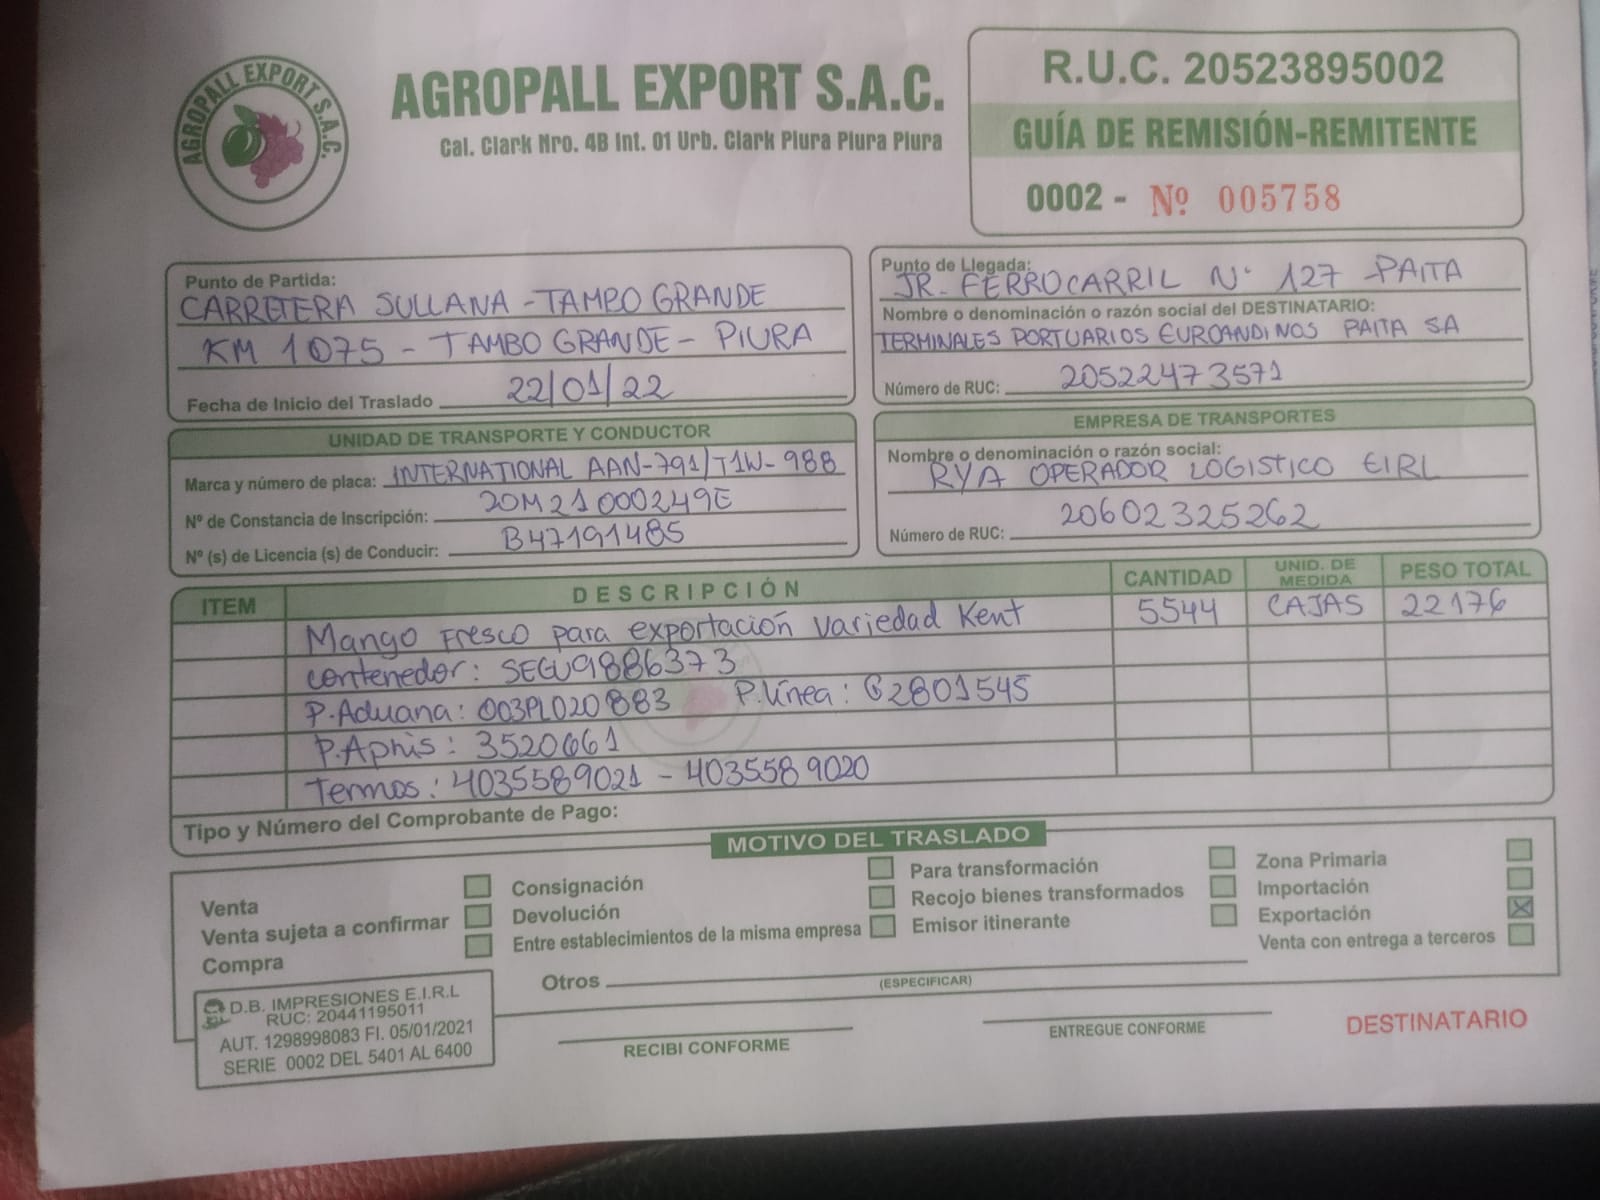 AGROPALL EXPORT S.A.C.
AGROPALL EXPORT S.A.C.
Cal. Clark Nro. 4B Int. 01 Urb. Clark Piura Piura Piura
R.U.C. 20523895002
GUÍA DE REMISIÓN-REMITENTE
0002 - Nº 005758
Punto de Partida:
CARRETERA SULLANA - TAMBO GRANDE
KM 1075 - TAMBO GRANDE - PIURA
Fecha de Inicio del Traslado 22/01/22
Punto de Llegada: JR. FERROCARRIL N° 127 - PAITA
Nombre o denominación o razón social del DESTINATARIO:
TERMINALES PORTUARIOS EUROANDINOS PAITA SA
Número de RUC: 20522473571
UNIDAD DE TRANSPORTE Y CONDUCTOR
Marca y número de placa: INTERNATIONAL AAN-791/T1W-988
Nº de Constancia de Inscripción: 20M21000249E
Nº (s) de Licencia (s) de Conducir: B47191485
EMPRESA DE TRANSPORTES
Nombre o denominación o razón social:
RYA OPERADOR LOGISTICO EIRL
Número de RUC: 20602325262
ITEM DESCRIPCIÓN CANTIDAD UNID. DE MEDIDA PESO TOTAL
Mango Fresco para exportación variedad Kent 5544 CAJAS 22176
contenedor: SEGU9886373
P.Aduana: 003PL020883 P.línea: G2801545
P.Aphis: 3520661
Termos: 4035589021 - 4035589020
Tipo y Número del Comprobante de Pago:
MOTIVO DEL TRASLADO
Venta
Venta sujeta a confirmar
Compra
Consignación
Devolución
Entre establecimientos de la misma empresa
Para transformación
Recojo bienes transformados
Emisor itinerante
Zona Primaria
Importación
Exportación X
Venta con entrega a terceros
Otros
(ESPECIFICAR)
D.B. IMPRESIONES E.I.R.L
RUC: 20441195011
AUT. 1298998083 FI. 05/01/2021
SERIE 0002 DEL 5401 AL 6400
RECIBI CONFORME
ENTREGUE CONFORME
DESTINATARIO